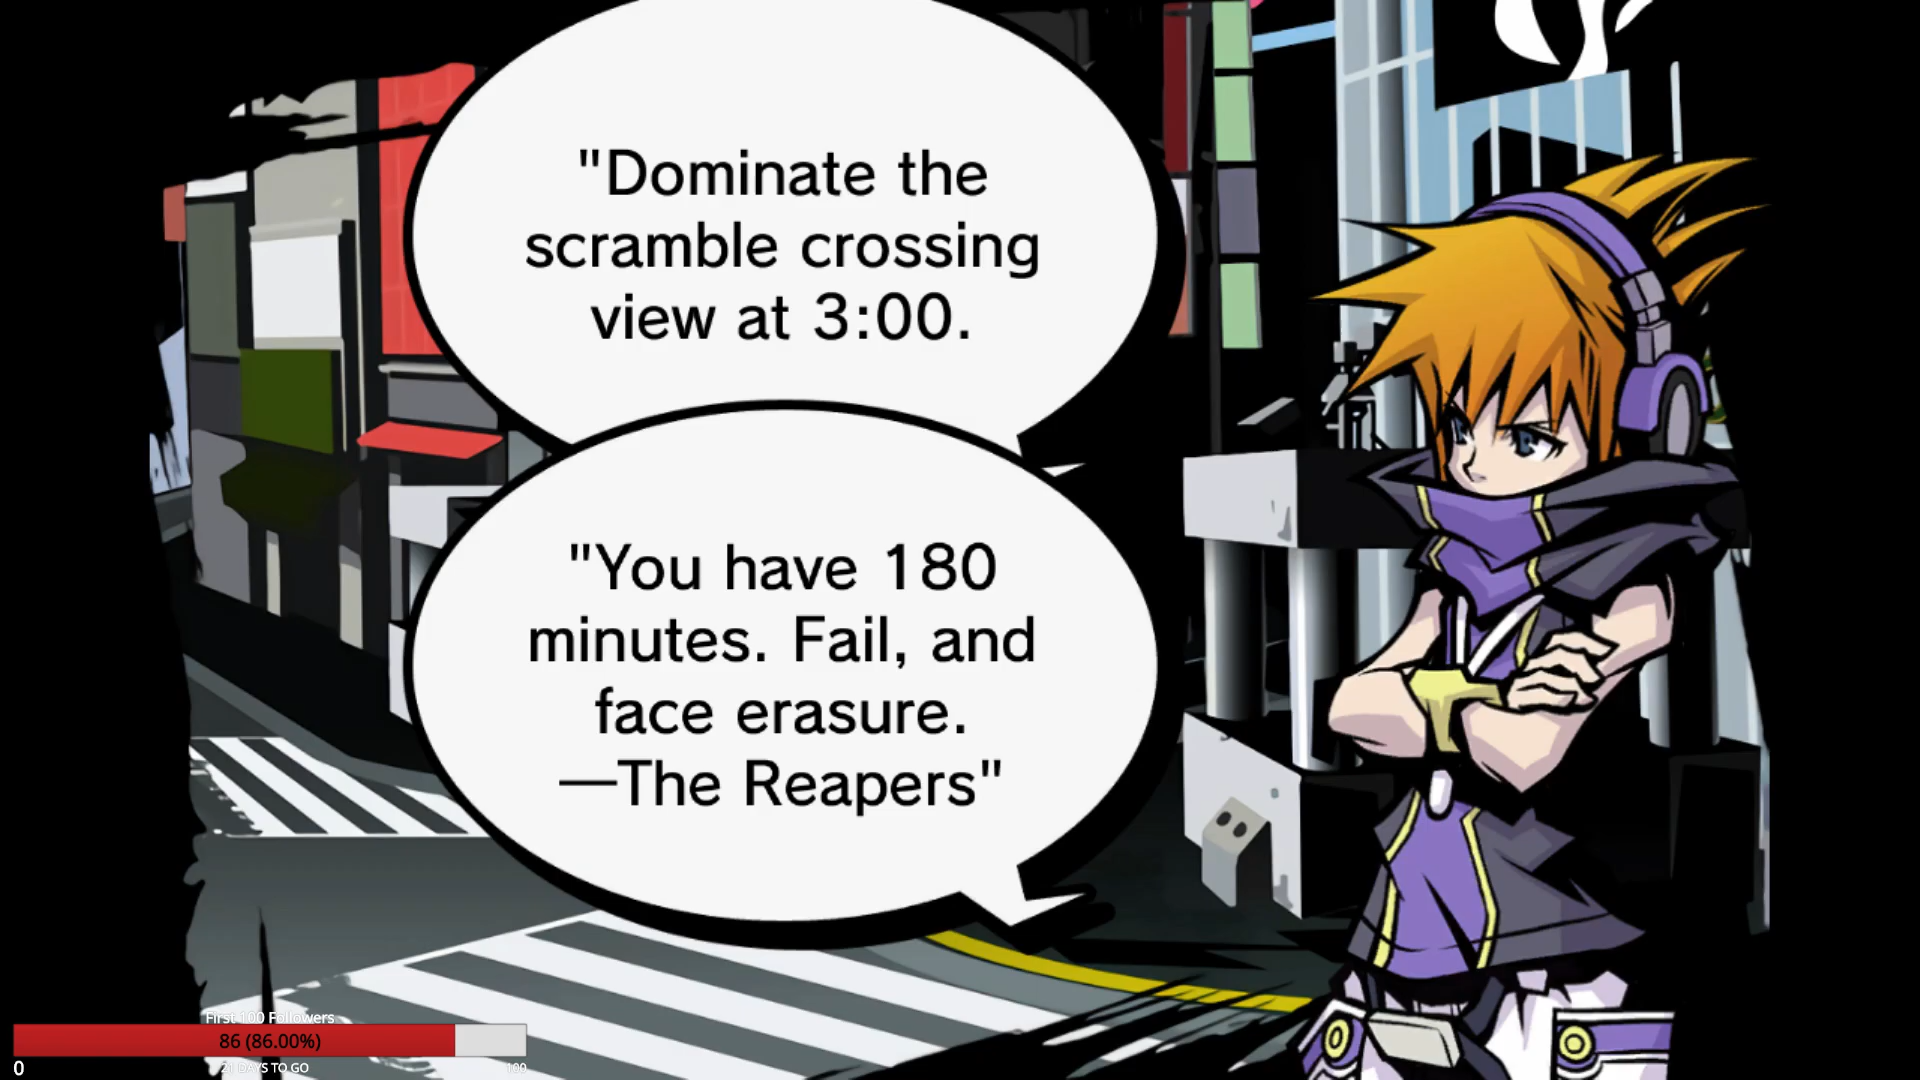 "Dominate the
scramble crossing
view at 3:00.
"You have 180
minutes. Fail, and
face erasure.
—The Reapers"
First 100 Followers
86 (86.00%)
0
21 DAYS TO GO
100